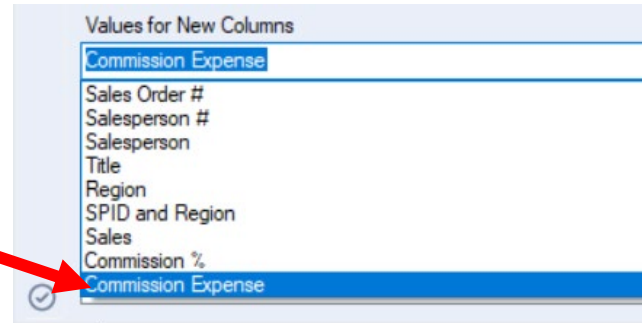 Values for New Columns
Commission Expense
Sales Order #
Salesperson #
Salesperson
Title
Region
SPID and Region
Sales
Commission %
Commission Expense